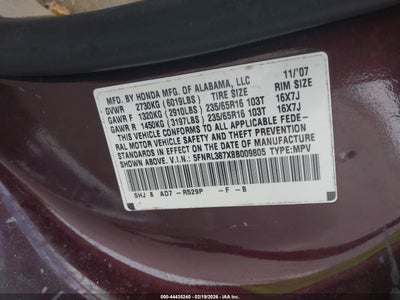 MFD. BY HONDA MFG. OF ALABAMA, LLC 11/'07
GVWR 2730KG (6019LBS) TIRE SIZE RIM SIZE
GAWR F 1320KG (2910LBS) 235/65R16 103T 16X7J
GAWR R 1450KG (3197LBS) 235/65R16 103T 16X7J
THIS VEHICLE CONFORMS TO ALL APPLICABLE FEDE-
RAL MOTOR VEHICLE SAFETY AND THEFT PREVENTION
STANDARDS IN EFFECT ON THE DATE OF MANUFACTURE
SHOWN ABOVE. V.I.N.: 5FNRL387X8B009805 TYPE:MPV
SHJ 8 AD7 -R529P -F -B
000-44435240 - 02/19/2026 - IAA